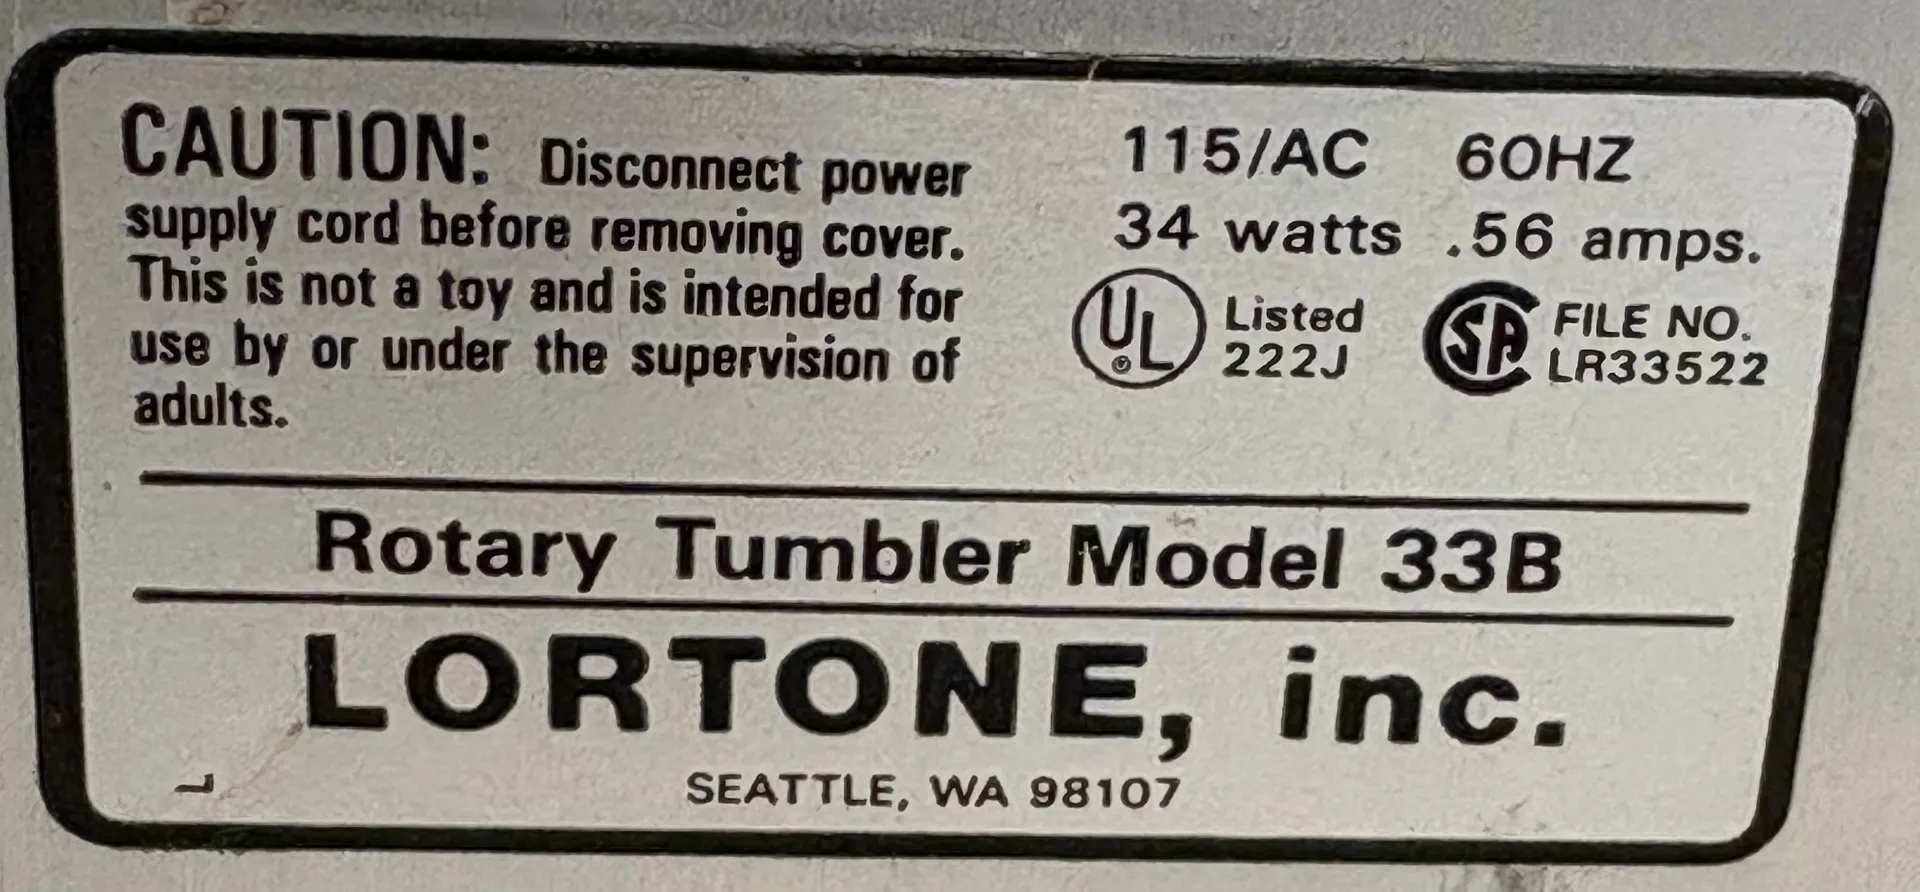 CAUTION: Disconnect power
supply cord before removing cover.
This is not a toy and is intended for
use by or under the supervision of
adults.
115/AC 60HZ
34 watts .56 amps.
UL Listed
222J
SA FILE NO.
LR33522
Rotary Tumbler Model 33B
LORTONE, inc.
SEATTLE, WA 98107